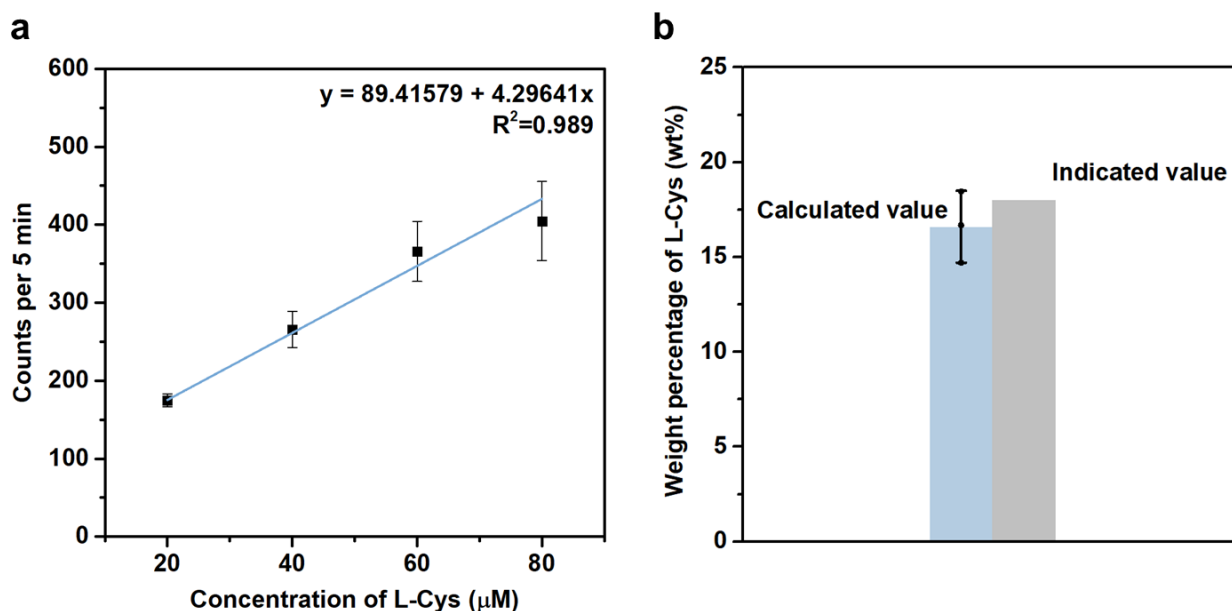 a
600
500
400
300
200
100
0
Counts per 5 min
y = 89.41579 + 4.29641x
R²=0.989
20 40 60 80
Concentration of L-Cys (μM)
b
25
20
15
10
5
0
Weight percentage of L-Cys (wt%)
Indicated value
Calculated value